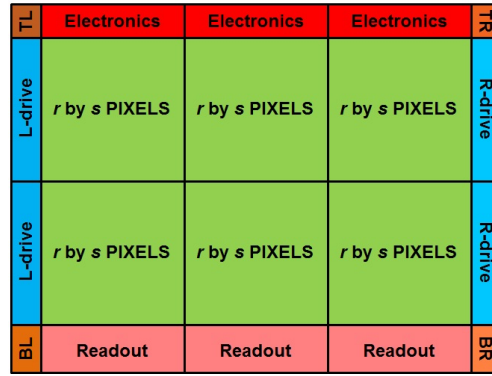 TL Electronics Electronics Electronics TR
L-drive r by s PIXELS r by s PIXELS r by s PIXELS R-drive
L-drive r by s PIXELS r by s PIXELS r by s PIXELS R-drive
BL Readout Readout Readout BR